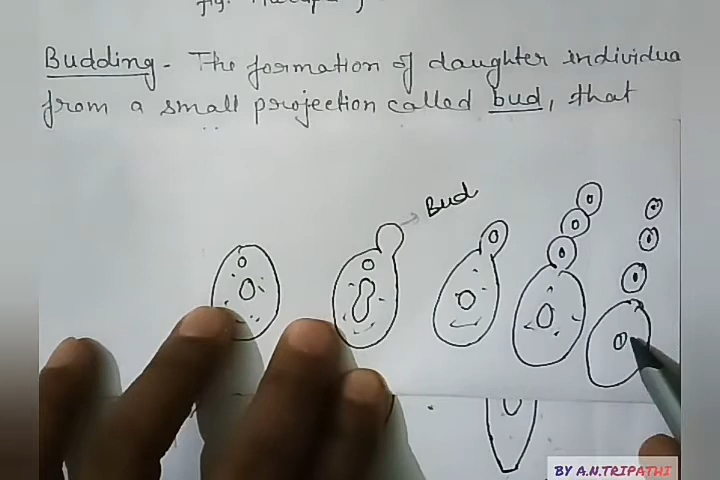 Budding - The formation of daughter individua
from a small projection called bud, that
Bud
BY A.N.TRIPATHI